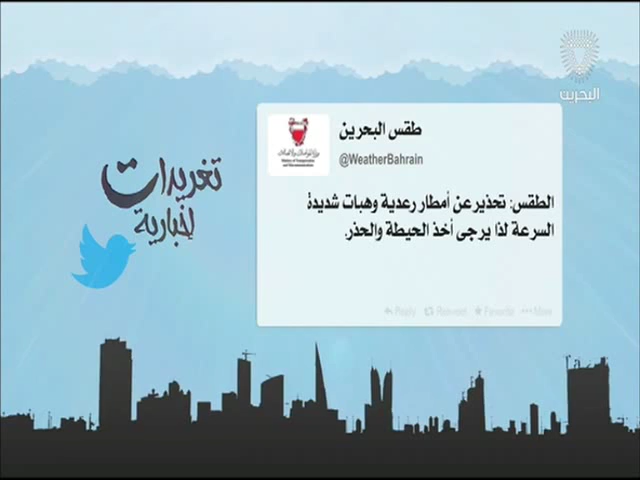 البحرين
تغريدات
إخبارية
طقس البحرين
@WeatherBahrain
الطقس: تحذير عن أمطار رعدية وهبات شديدة
السرعة لذا يرجى أخذ الحيطة والحذر.
Reply Retweet Favorite More